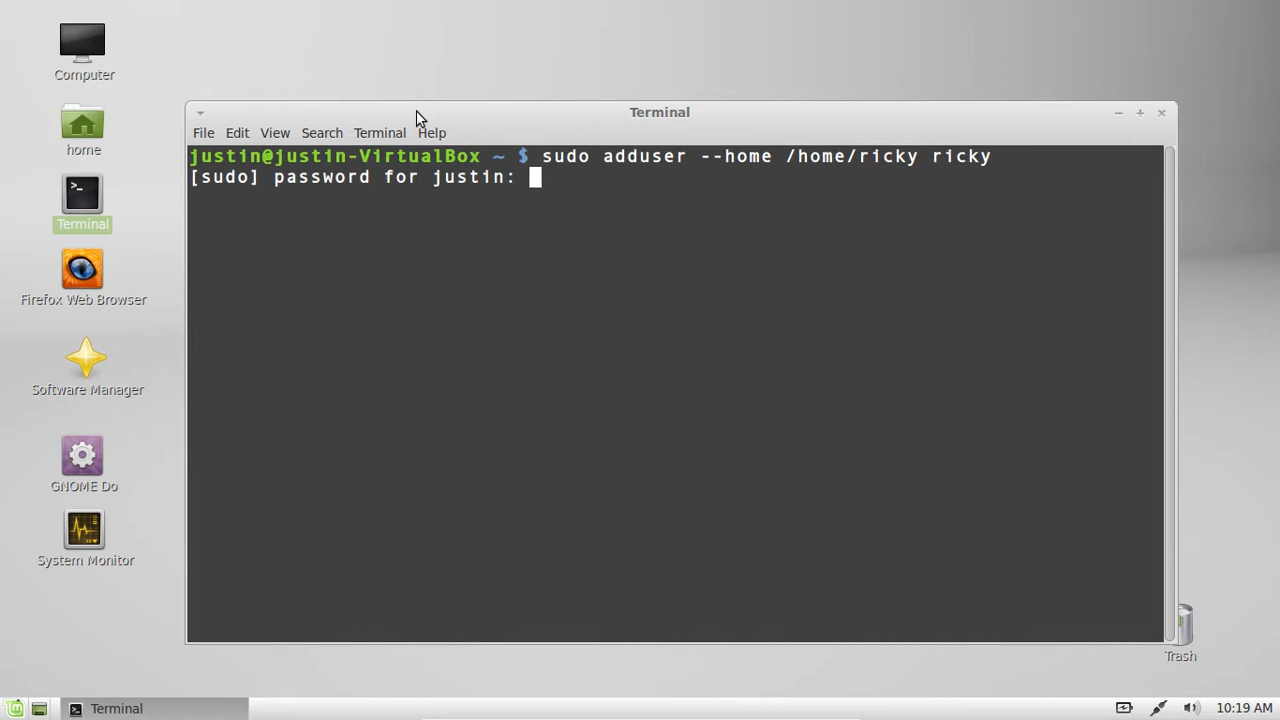 Computer
home
Terminal
Firefox Web Browser
Software Manager
GNOME Do
System Monitor
Terminal
File Edit View Search Terminal Help
justin@justin-VirtualBox ~ $ sudo adduser --home /home/ricky ricky
[sudo] password for justin:
Trash
Terminal
10:19 AM